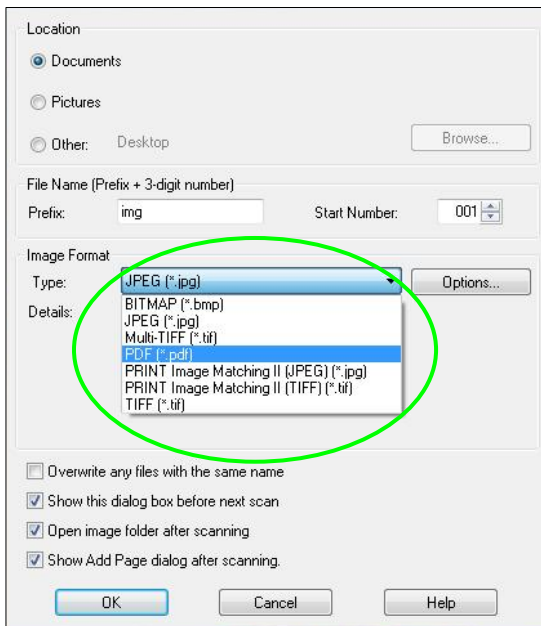 Location
Documents
Pictures
Other: Desktop Browse...
File Name (Prefix + 3-digit number)
Prefix: img Start Number: 001
Image Format
Type: JPEG (*.jpg) Options...
Details:
BITMAP (*.bmp)
JPEG (*.jpg)
Multi-TIFF (*.tif)
PDF (*.pdf)
PRINT Image Matching II (JPEG) (*.jpg)
PRINT Image Matching II (TIFF) (*.tif)
TIFF (*.tif)
Overwrite any files with the same name
Show this dialog box before next scan
Open image folder after scanning
Show Add Page dialog after scanning.
OK Cancel Help